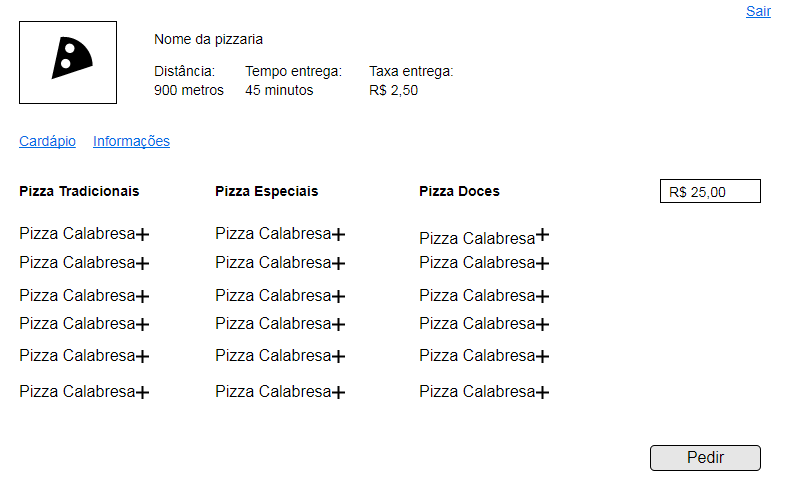 Sair
Nome da pizzaria
Distância: Tempo entrega: Taxa entrega:
900 metros 45 minutos R$ 2,50
Cardápio Informações
Pizza Tradicionais Pizza Especiais Pizza Doces R$ 25,00
Pizza Calabresa+ Pizza Calabresa+ Pizza Calabresa+
Pizza Calabresa+ Pizza Calabresa+ Pizza Calabresa+
Pizza Calabresa+ Pizza Calabresa+ Pizza Calabresa+
Pizza Calabresa+ Pizza Calabresa+ Pizza Calabresa+
Pizza Calabresa+ Pizza Calabresa+ Pizza Calabresa+
Pizza Calabresa+ Pizza Calabresa+ Pizza Calabresa+
Pedir